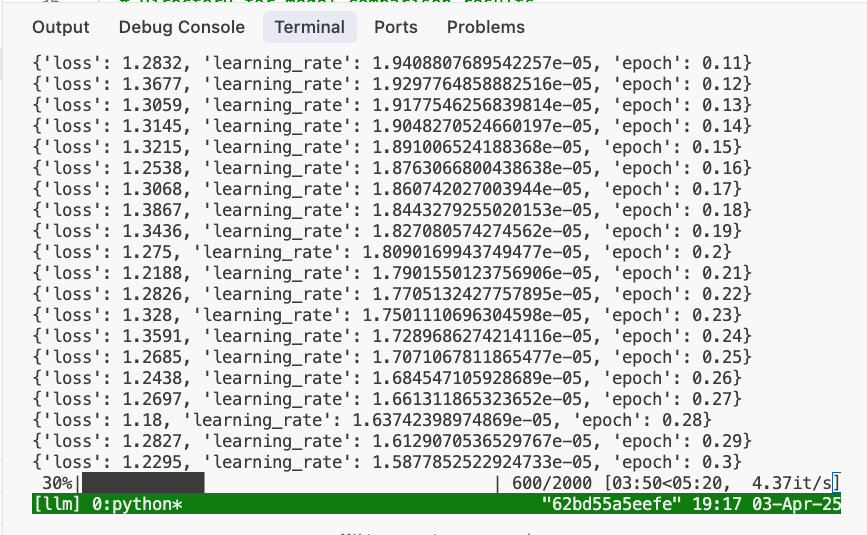 Output Debug Console Terminal Ports Problems
{'loss': 1.2832, 'learning_rate': 1.9408807689542257e-05, 'epoch': 0.11}
{'loss': 1.3677, 'learning_rate': 1.9297764858882516e-05, 'epoch': 0.12}
{'loss': 1.3059, 'learning_rate': 1.9177546256839814e-05, 'epoch': 0.13}
{'loss': 1.3145, 'learning_rate': 1.9048270524660197e-05, 'epoch': 0.14}
{'loss': 1.3215, 'learning_rate': 1.891006524188368e-05, 'epoch': 0.15}
{'loss': 1.2538, 'learning_rate': 1.8763066800438638e-05, 'epoch': 0.16}
{'loss': 1.3068, 'learning_rate': 1.860742027003944e-05, 'epoch': 0.17}
{'loss': 1.3867, 'learning_rate': 1.8443279255020153e-05, 'epoch': 0.18}
{'loss': 1.3436, 'learning_rate': 1.827080574274562e-05, 'epoch': 0.19}
{'loss': 1.275, 'learning_rate': 1.8090169943749477e-05, 'epoch': 0.2}
{'loss': 1.2188, 'learning_rate': 1.7901550123756906e-05, 'epoch': 0.21}
{'loss': 1.2826, 'learning_rate': 1.7705132427757895e-05, 'epoch': 0.22}
{'loss': 1.328, 'learning_rate': 1.7501110696304598e-05, 'epoch': 0.23}
{'loss': 1.3591, 'learning_rate': 1.7289686274214116e-05, 'epoch': 0.24}
{'loss': 1.2685, 'learning_rate': 1.7071067811865477e-05, 'epoch': 0.25}
{'loss': 1.2438, 'learning_rate': 1.684547105928689e-05, 'epoch': 0.26}
{'loss': 1.2697, 'learning_rate': 1.661311865323652e-05, 'epoch': 0.27}
{'loss': 1.18, 'learning_rate': 1.63742398974869e-05, 'epoch': 0.28}
{'loss': 1.2827, 'learning_rate': 1.6129070536529767e-05, 'epoch': 0.29}
{'loss': 1.2295, 'learning_rate': 1.5877852522924733e-05, 'epoch': 0.3}
30%| | 600/2000 [03:50<05:20, 4.37it/s]
[llm] 0:python* "62bd55a5eefe" 19:17 03-Apr-25